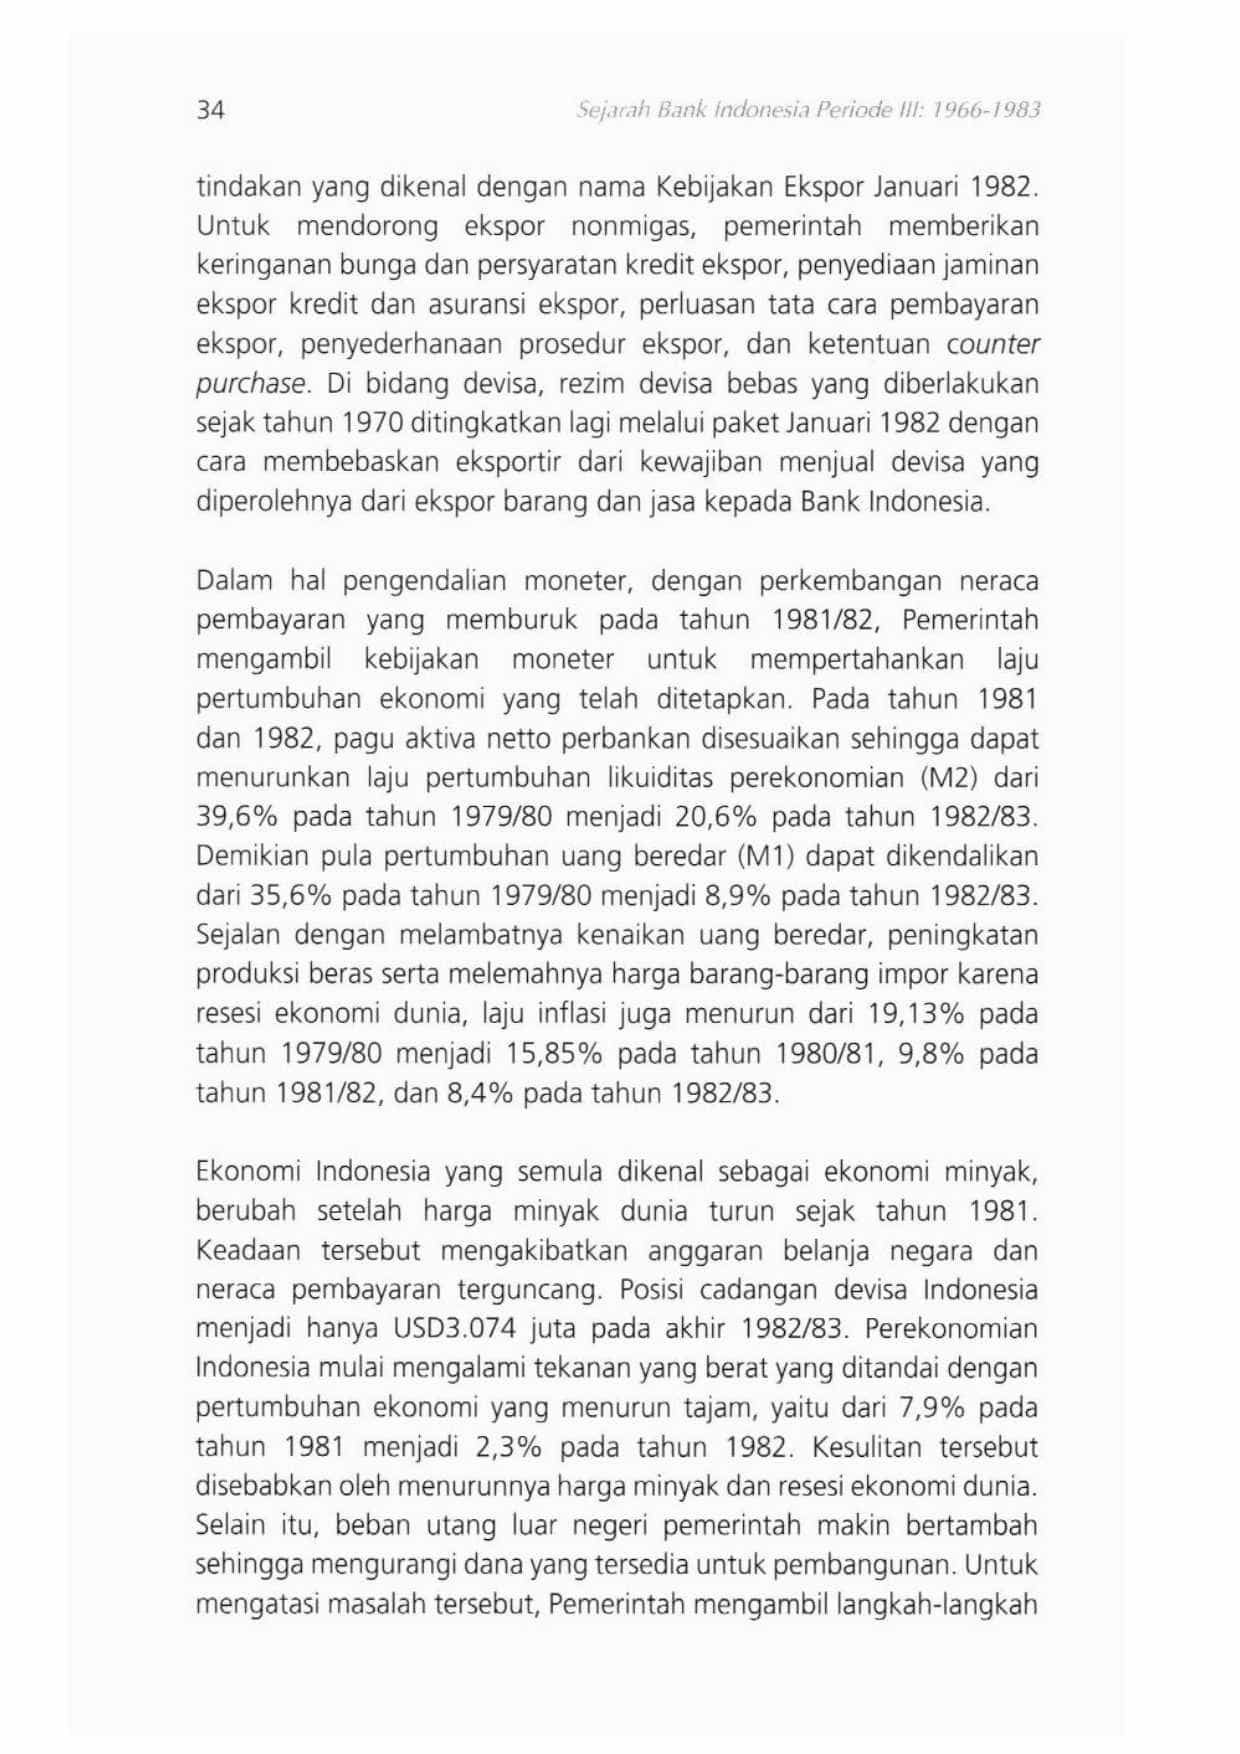 34
Sejarah Bank Indonesia Periode III: 1966-1983
tindakan yang dikenal dengan nama Kebijakan Ekspor Januari 1982.
Untuk mendorong ekspor nonmigas, pemerintah memberikan
keringanan bunga dan persyaratan kredit ekspor, penyediaan jaminan
ekspor kredit dan asuransi ekspor, perluasan tata cara pembayaran
ekspor, penyederhanaan prosedur ekspor, dan ketentuan counter
purchase. Di bidang devisa, rezim devisa bebas yang diberlakukan
sejak tahun 1970 ditingkatkan lagi melalui paket Januari 1982 dengan
cara membebaskan eksportir dari kewajiban menjual devisa yang
diperolehnya dari ekspor barang dan jasa kepada Bank Indonesia.
Dalam hal pengendalian moneter, dengan perkembangan neraca
pembayaran yang memburuk pada tahun 1981/82, Pemerintah
mengambil kebijakan moneter untuk mempertahankan laju
pertumbuhan ekonomi yang telah ditetapkan. Pada tahun 1981
dan 1982, pagu aktiva netto perbankan disesuaikan sehingga dapat
menurunkan laju pertumbuhan likuiditas perekonomian (M2) dari
39,6% pada tahun 1979/80 menjadi 20,6% pada tahun 1982/83.
Demikian pula pertumbuhan uang beredar (M1) dapat dikendalikan
dari 35,6% pada tahun 1979/80 menjadi 8,9% pada tahun 1982/83.
Sejalan dengan melambatnya kenaikan uang beredar, peningkatan
produksi beras serta melemahnya harga barang-barang impor karena
resesi ekonomi dunia, laju inflasi juga menurun dari 19,13% pada
tahun 1979/80 menjadi 15,85% pada tahun 1980/81, 9,8% pada
tahun 1981/82, dan 8,4% pada tahun 1982/83.
Ekonomi Indonesia yang semula dikenal sebagai ekonomi minyak,
berubah setelah harga minyak dunia turun sejak tahun 1981.
Keadaan tersebut mengakibatkan anggaran belanja negara dan
neraca pembayaran terguncang. Posisi cadangan devisa Indonesia
menjadi hanya USD3.074 juta pada akhir 1982/83. Perekonomian
Indonesia mulai mengalami tekanan yang berat yang ditandai dengan
pertumbuhan ekonomi yang menurun tajam, yaitu dari 7,9% pada
tahun 1981 menjadi 2,3% pada tahun 1982. Kesulitan tersebut
disebabkan oleh menurunnya harga minyak dan resesi ekonomi dunia.
Selain itu, beban utang luar negeri pemerintah makin bertambah
sehingga mengurangi dana yang tersedia untuk pembangunan. Untuk
mengatasi masalah tersebut, Pemerintah mengambil langkah-langkah